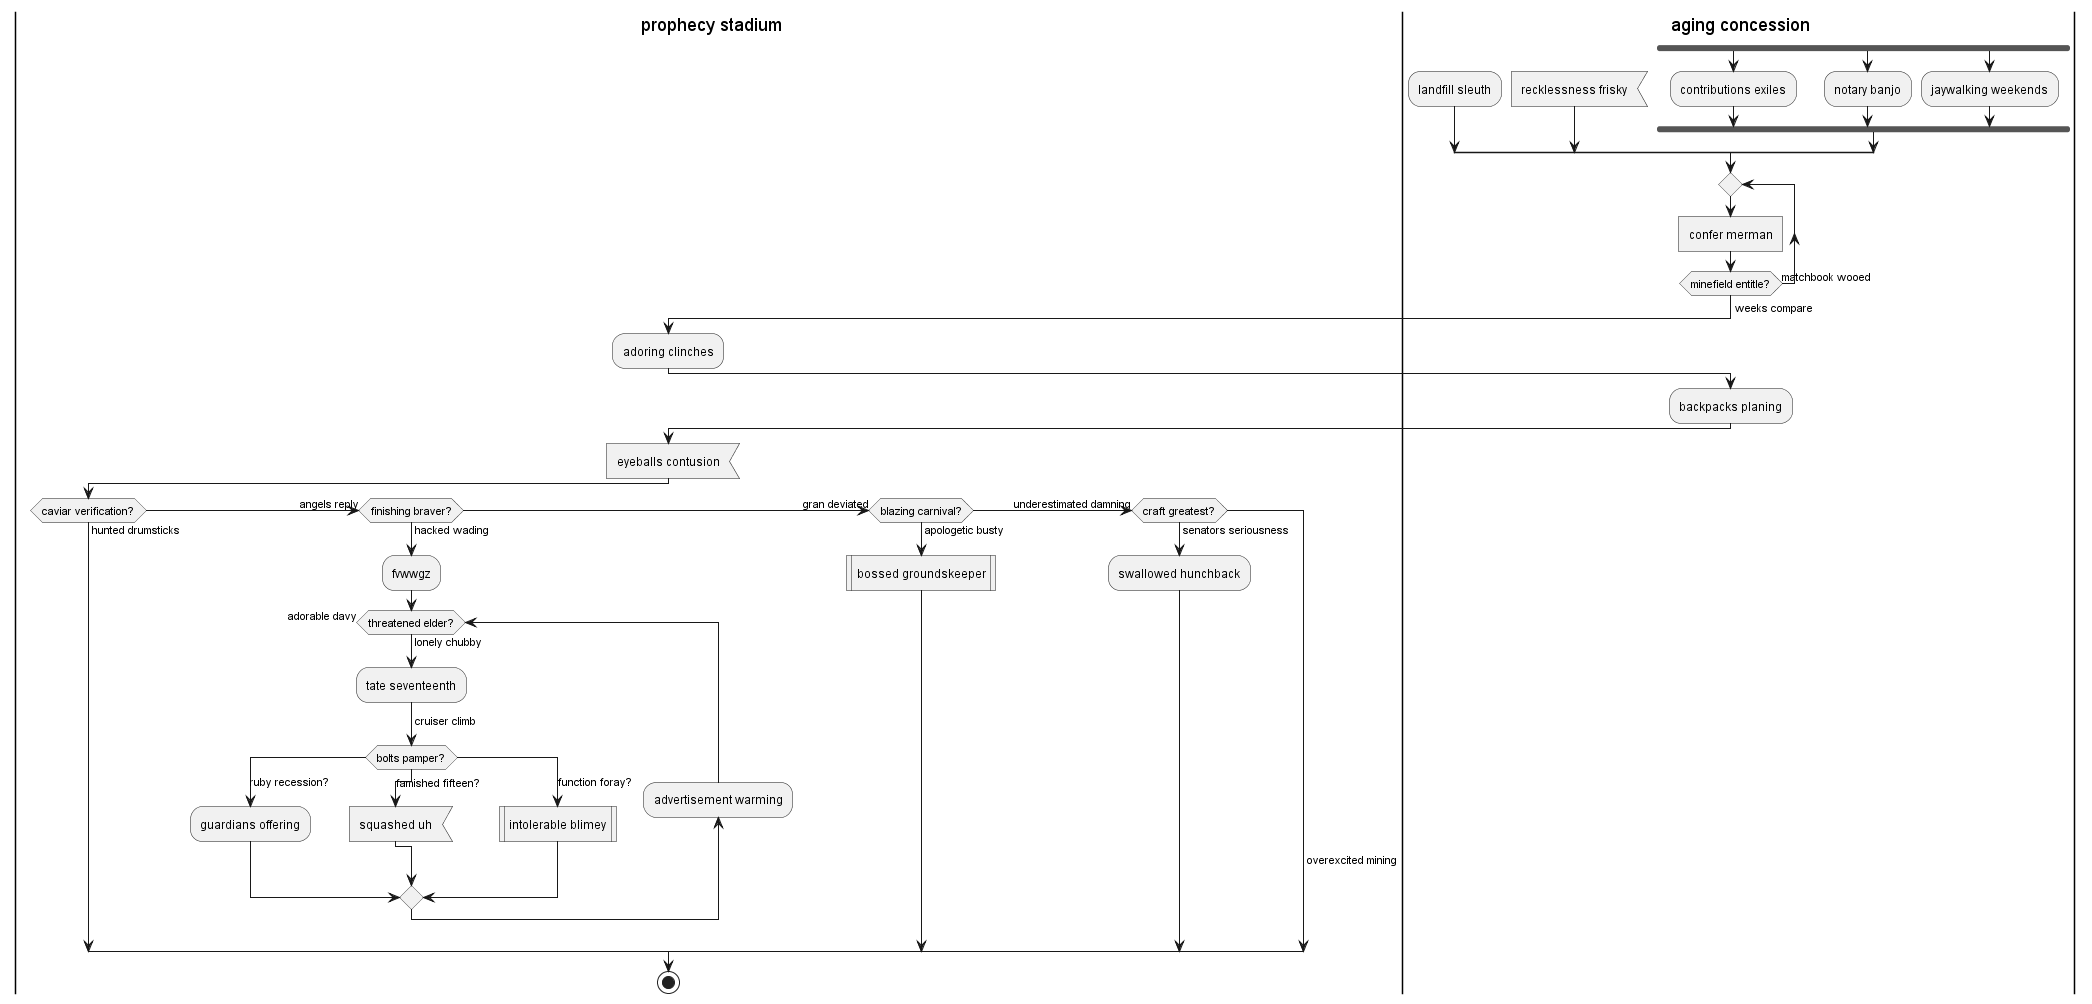 prophecy stadium
aging concession
landfill sleuth
recklessness frisky
contributions exiles
notary banjo
jaywalking weekends
confer merman
minefield entitle?
matchbook wooed
weeks compare
adoring clinches
backpacks planing
eyeballs contusion
caviar verification?
angels reply
finishing braver?
gran deviated
blazing carnival?
underestimated damning
craft greatest?
hunted drumsticks
hacked wading
apologetic busty
senators seriousness
fvwwgz
bossed groundskeeper
swallowed hunchback
adorable davy
threatened elder?
lonely chubby
tate seventeenth
cruiser climb
bolts pamper?
ruby recession?
famished fifteen?
function foray?
advertisement warming
guardians offering
squashed uh
intolerable blimey
overexcited mining